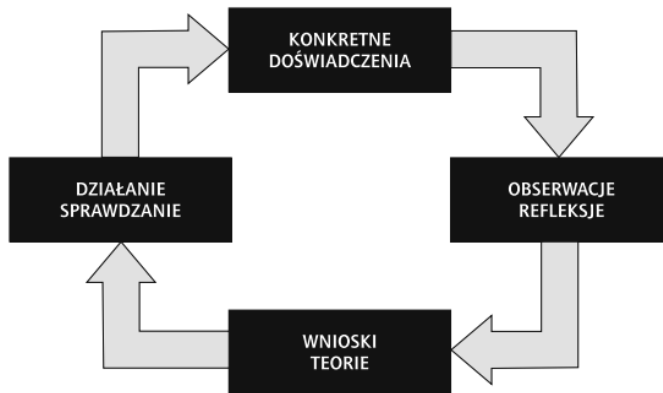 KONKRETNE
DOŚWIADCZENIA
DZIAŁANIE
SPRAWDZANIE
OBSERWACJE
REFLEKSJE
WNIOSKI
TEORIE